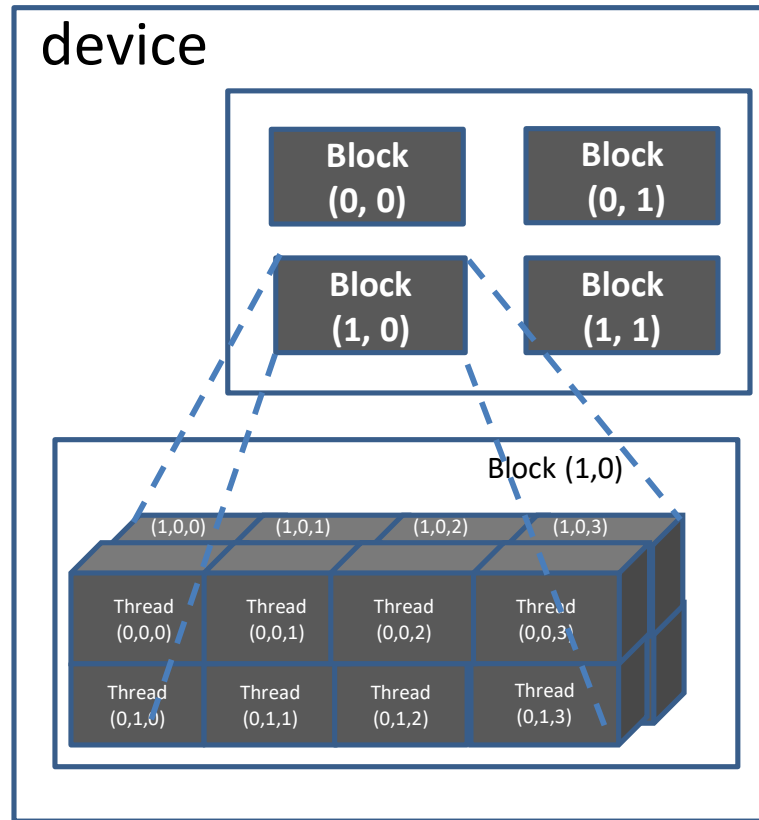 device
Block
(0, 0)
Block
(0, 1)
Block
(1, 0)
Block
(1, 1)
Block (1,0)
(1,0,0)
(1,0,1)
(1,0,2)
(1,0,3)
Thread
(0,0,0)
Thread
(0,0,1)
Thread
(0,0,2)
Thread
(0,0,3)
Thread
(0,1,0)
Thread
(0,1,1)
Thread
(0,1,2)
Thread
(0,1,3)